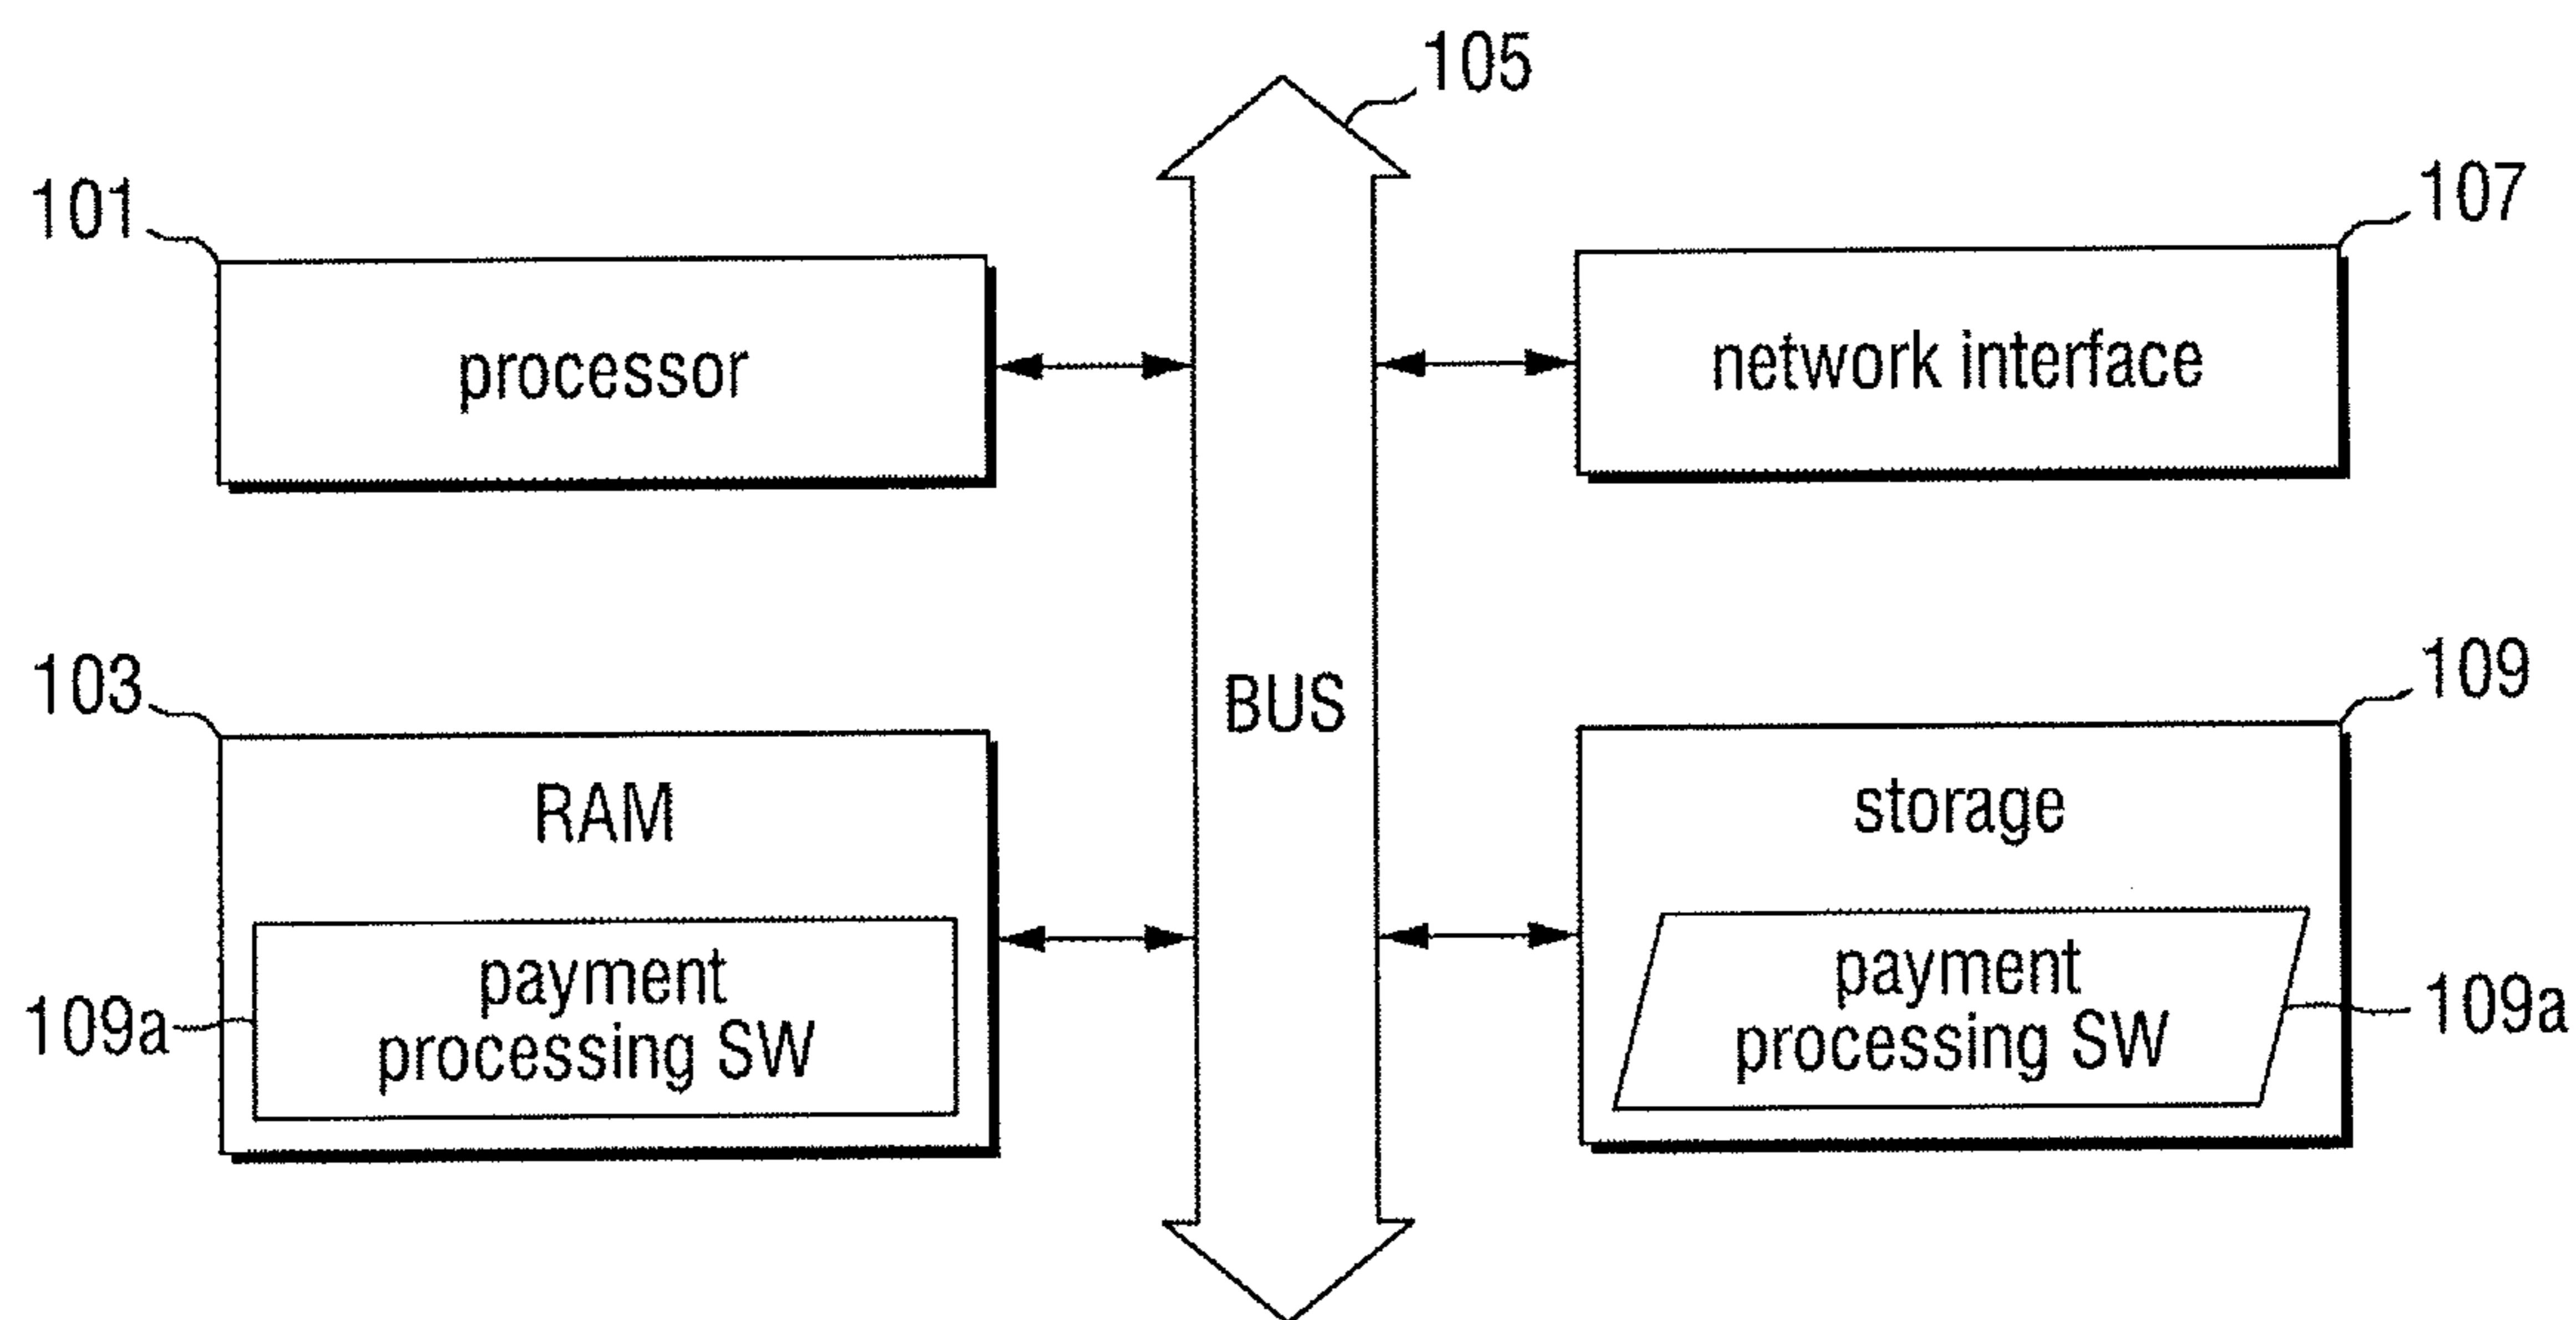 105
101
107
processor
network interface
103
109
BUS
RAM
storage
payment
processing SW
109a
payment
processing SW
109a